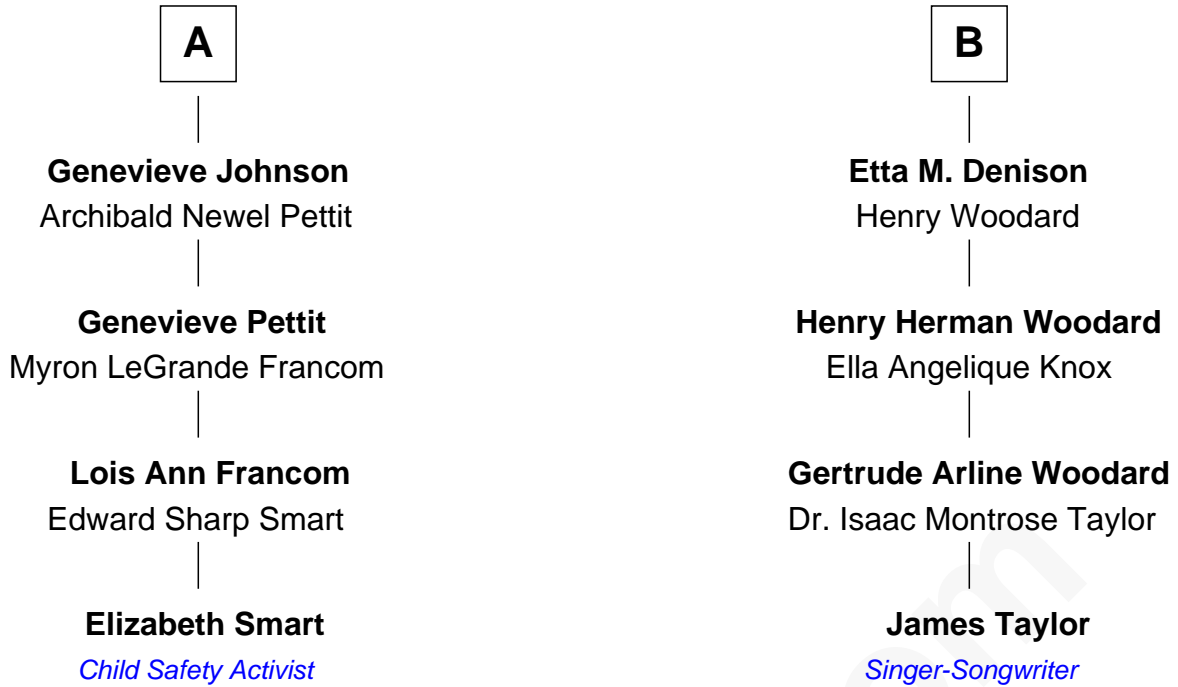 A
Genevieve Johnson
Archibald Newel Pettit
Genevieve Pettit
Myron LeGrande Francom
Lois Ann Francom
Edward Sharp Smart
Elizabeth Smart
Child Safety Activist
B
Etta M. Denison
Henry Woodard
Henry Herman Woodard
Ella Angelique Knox
Gertrude Arline Woodard
Dr. Isaac Montrose Taylor
James Taylor
Singer-Songwriter